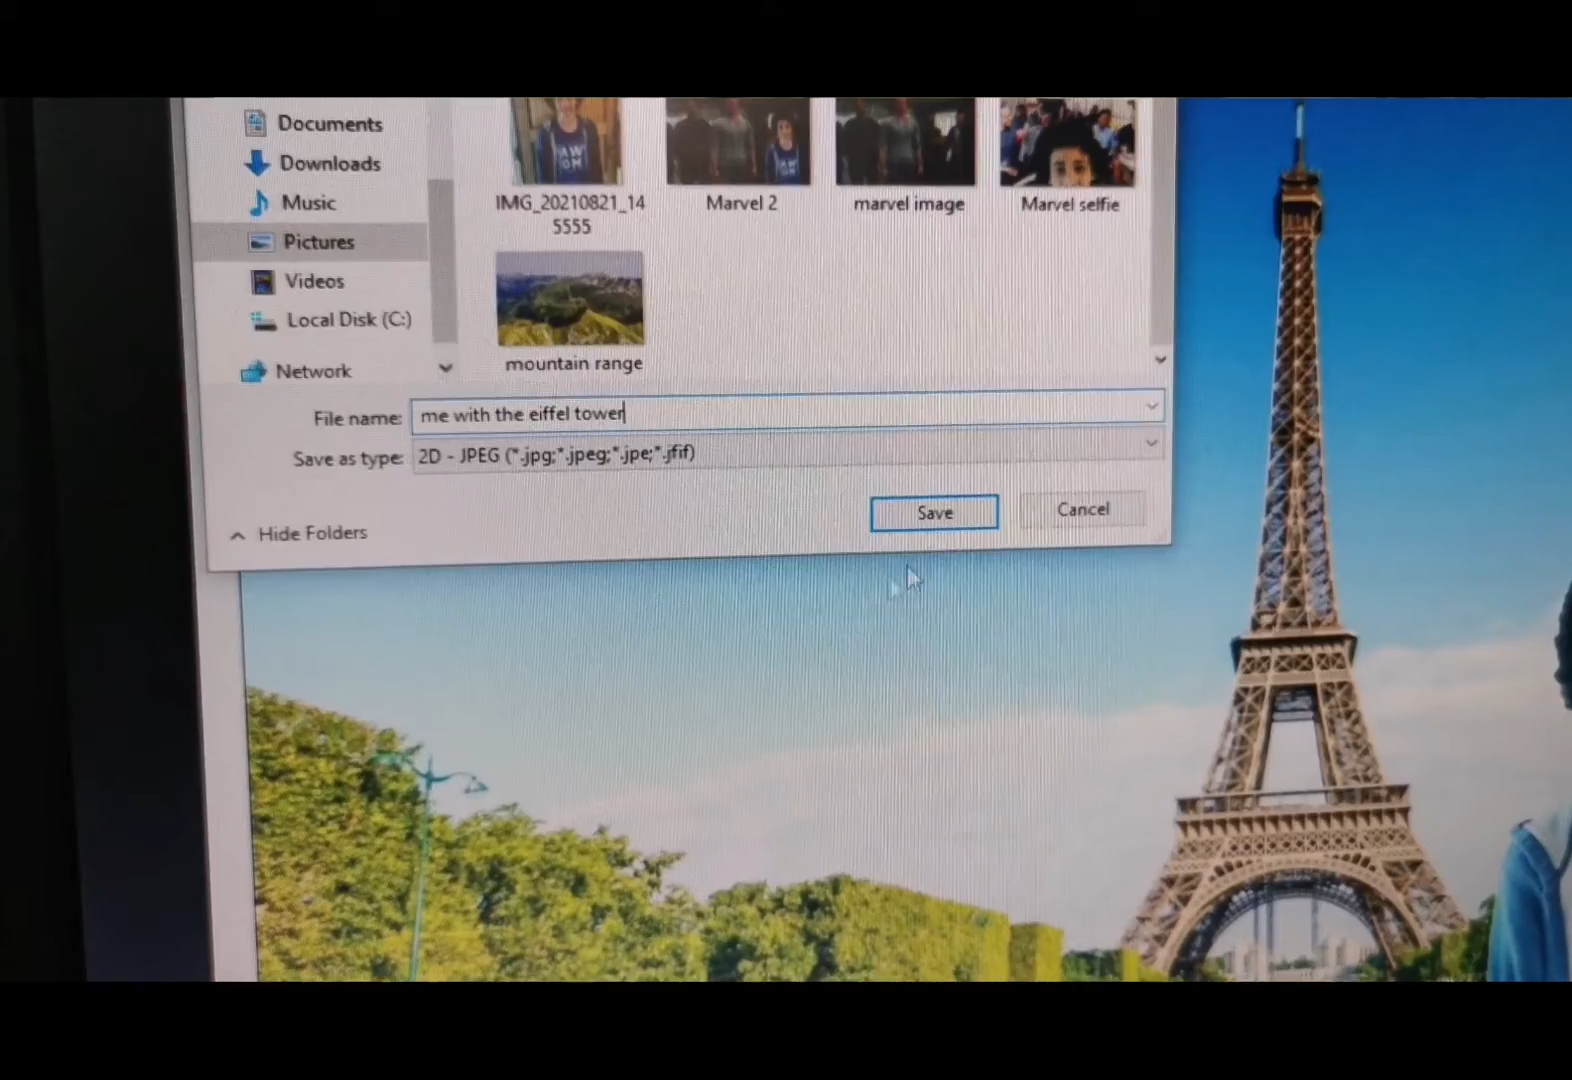 Documents
Downloads
Music
Pictures
Videos
Local Disk (C:)
Network
IMG_20210821_14
5555
Marvel 2
marvel image
Marvel selfie
mountain range
File name: me with the eiffel tower
Save as type: 2D - JPEG (*.jpg;*.jpeg;*.jpe;*.jfif)
Hide Folders
Save
Cancel